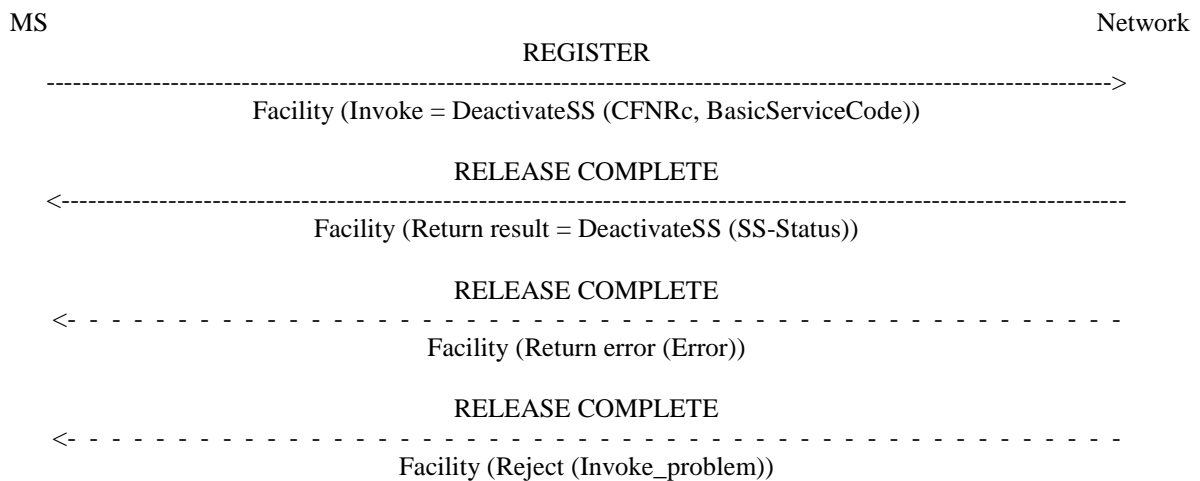 MS Network
REGISTER
Facility (Invoke = DeactivateSS (CFNRc, BasicServiceCode))
RELEASE COMPLETE
Facility (Return result = DeactivateSS (SS-Status))
RELEASE COMPLETE
Facility (Return error (Error))
RELEASE COMPLETE
Facility (Reject (Invoke_problem))